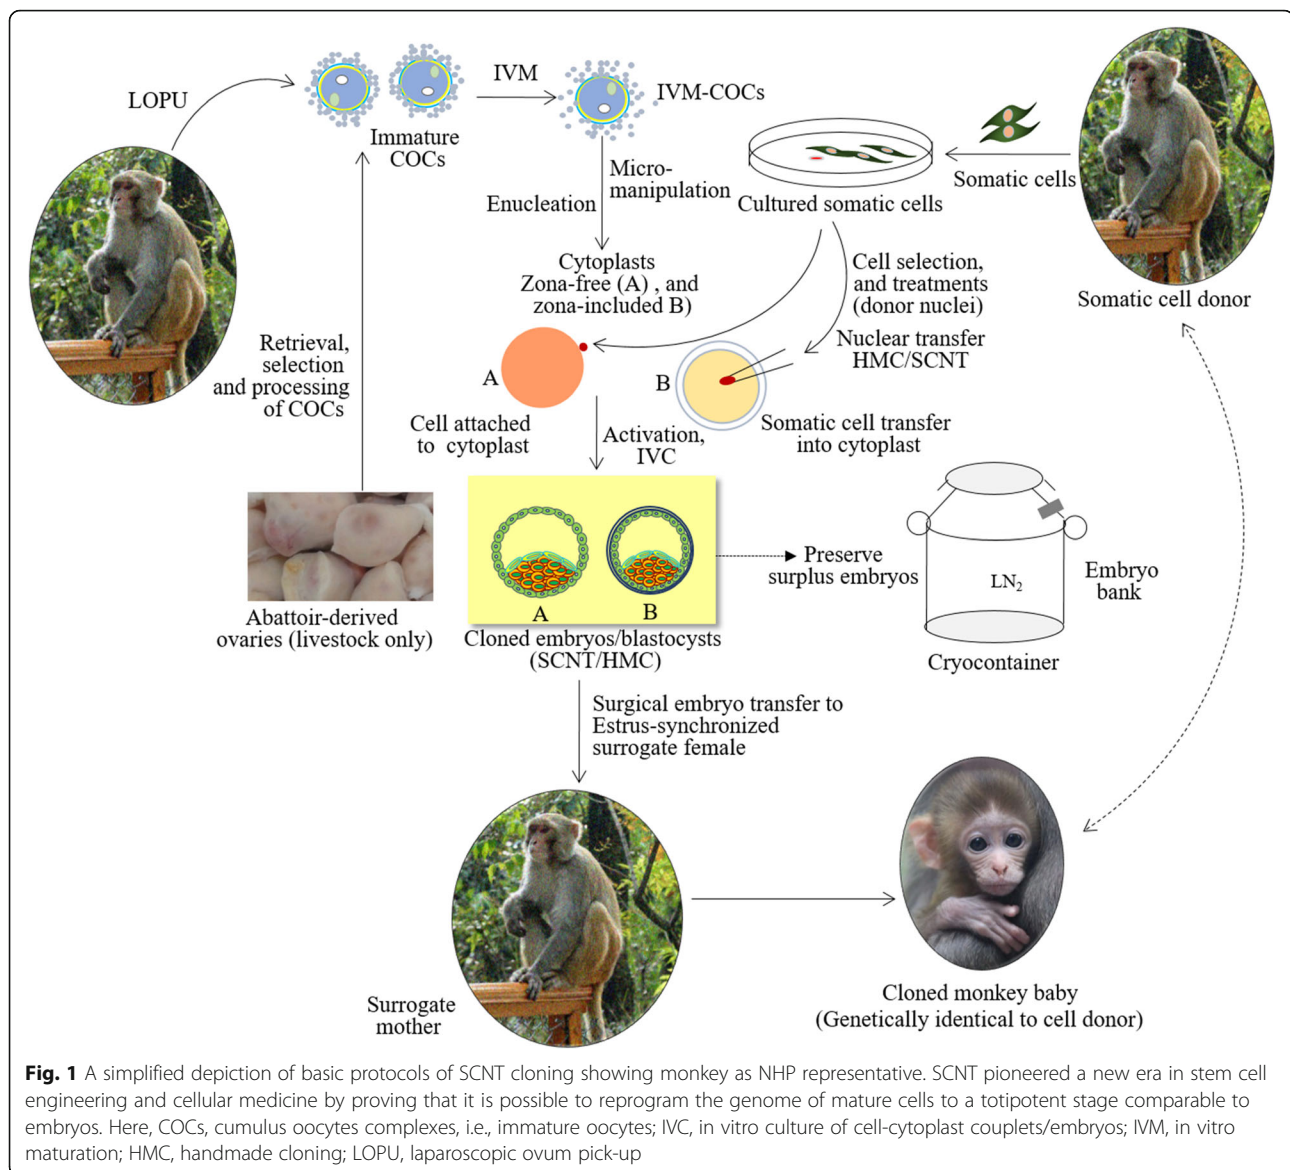 LOPU
Immature
COCs
IVM
IVM-COCs
Micro-
manipulation
Enucleation
Cytoplasts
Zona-free (A) , and
zona-included B)
Cultured somatic cells
Somatic cells
Somatic cell donor
Cell selection,
and treatments
(donor nuclei)
Nuclear transfer
HMC/SCNT
Retrieval,
selection
and processing
of COCs
A
B
Cell attached
to cytoplast
Activation,
IVC
Somatic cell transfer
into cytoplast
Abattoir-derived
ovaries (livestock only)
A
B
Cloned embryos/blastocysts
(SCNT/HMC)
Preserve
surplus embryos
LN2
Embryo
bank
Cryocontainer
Surgical embryo transfer to
Estrus-synchronized
surrogate female
Surrogate
mother
Cloned monkey baby
(Genetically identical to cell donor)
Fig. 1 A simplified depiction of basic protocols of SCNT cloning showing monkey as NHP representative. SCNT pioneered a new era in stem cell
engineering and cellular medicine by proving that it is possible to reprogram the genome of mature cells to a totipotent stage comparable to
embryos. Here, COCs, cumulus oocytes complexes, i.e., immature oocytes; IVC, in vitro culture of cell-cytoplast couplets/embryos; IVM, in vitro
maturation; HMC, handmade cloning; LOPU, laparoscopic ovum pick-up